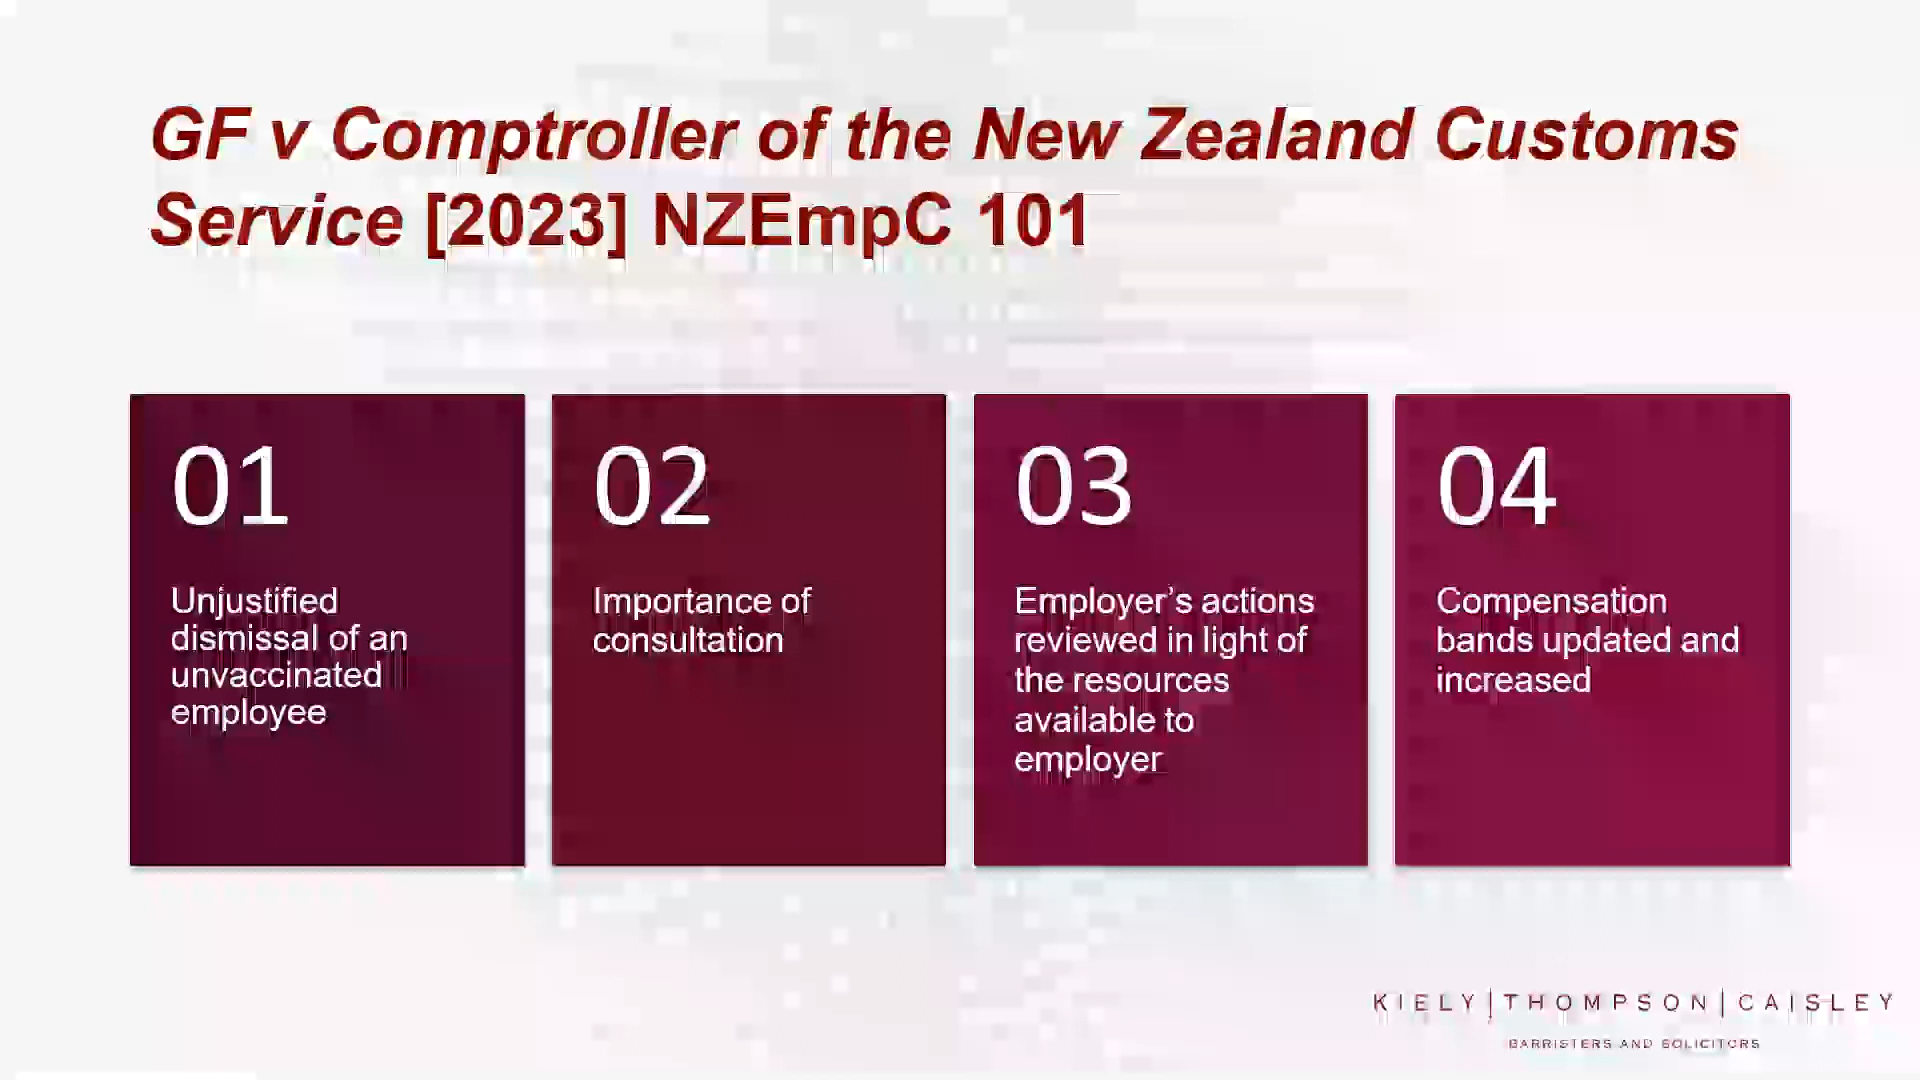 GF v Comptroller of the New Zealand Customs
Service [2023] NZEmpC 101
01
Unjustified
dismissal of an
unvaccinated
employee
02
Importance of
consultation
03
Employer’s actions
reviewed in light of
the resources
available to
employer
04
Compensation
bands updated and
increased
KIELY|THOMPSON|CAISLEY
BARRISTERS AND SOLICITORS